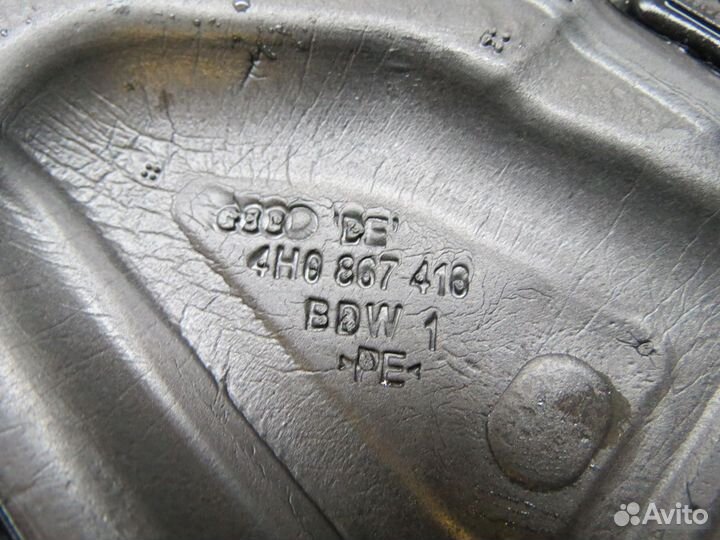 'DE'
4H0 867 418
BDW 1
>PE<
Avito